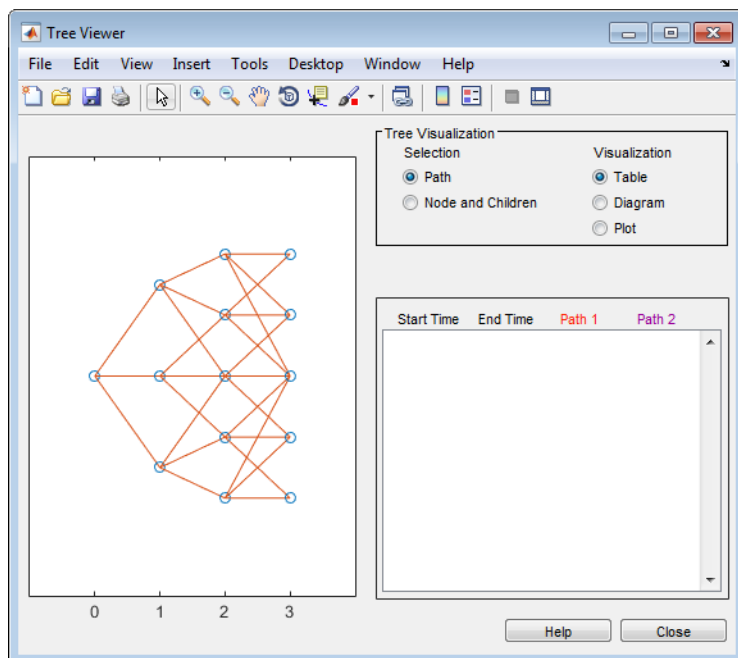 Tree Viewer
File Edit View Insert Tools Desktop Window Help
Tree Visualization
Selection Visualization
Path Table
Node and Children Diagram
Plot
Start Time End Time Path 1 Path 2
0 1 2 3
Help Close